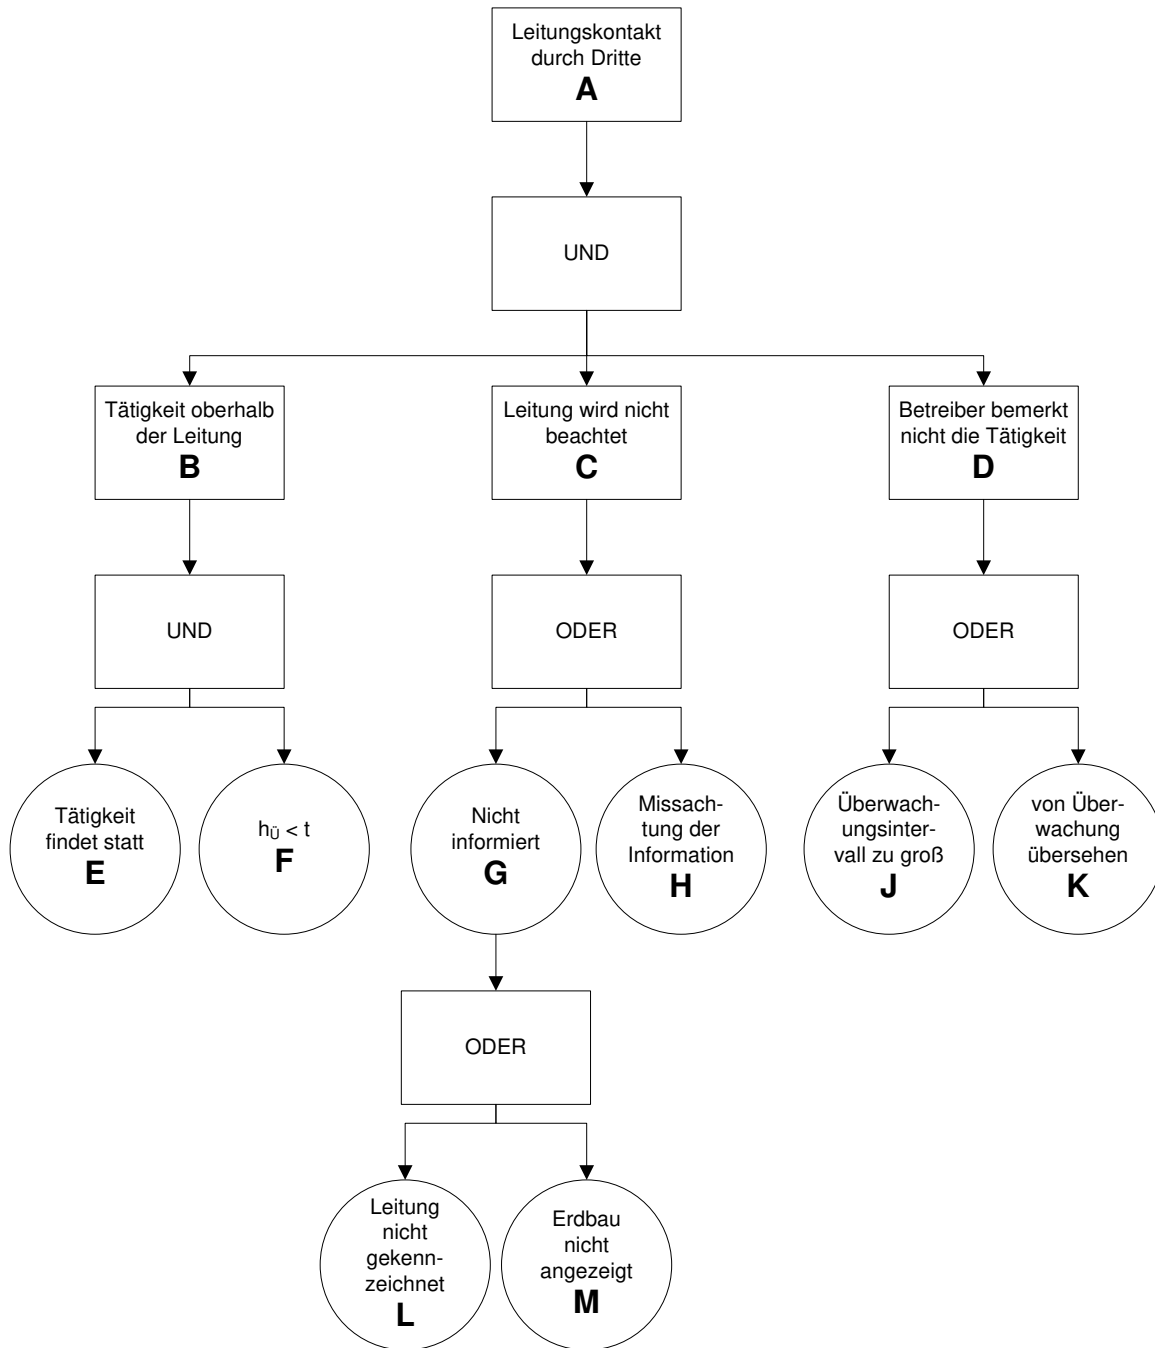 Leitungskontakt
durch Dritte
A
UND
Tätigkeit oberhalb
der Leitung
B
Leitung wird nicht
beachtet
C
Betreiber bemerkt
nicht die Tätigkeit
D
UND
ODER
ODER
Tätigkeit
findet statt
E
hÜ < t
F
Nicht
informiert
G
Missach-
tung der
Information
H
Überwach-
ungsinter-
vall zu groß
J
von Über-
wachung
übersehen
K
ODER
Leitung
nicht
gekenn-
zeichnet
L
Erdbau
nicht
angezeigt
M